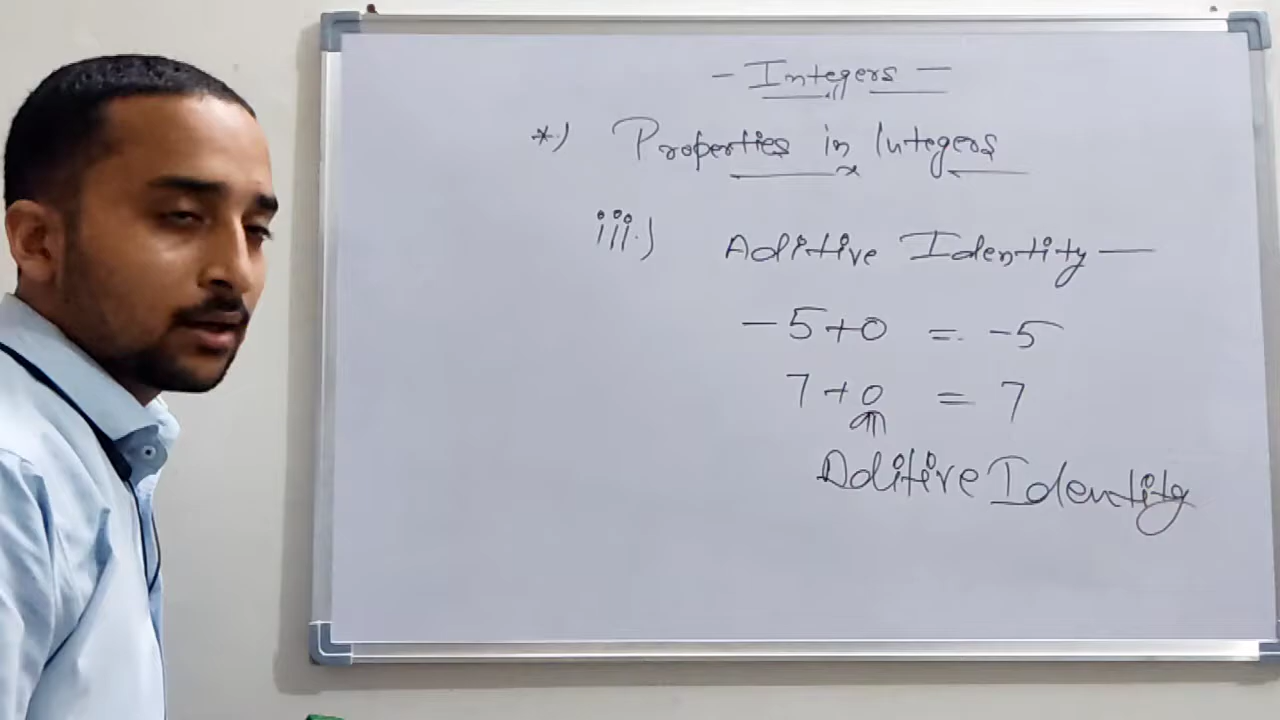 - Integers -
*.) Properties in Integers
iii.) Aditive Identity -
-5+0 = -5
7+0 = 7
Aditive Identity